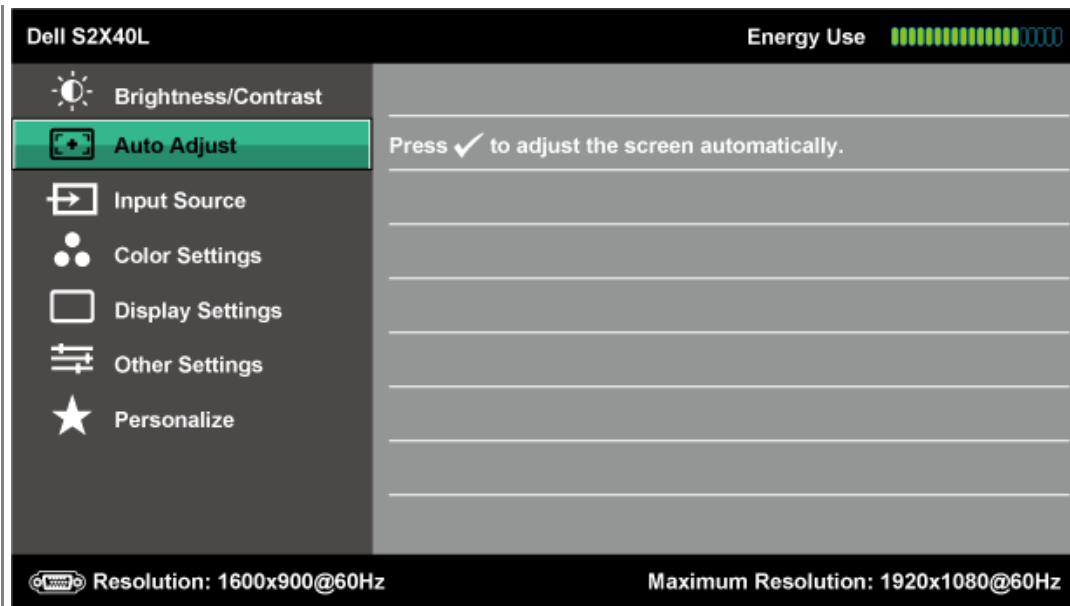 Dell S2X40L
Energy Use
Brightness/Contrast
Auto Adjust
Press ✓ to adjust the screen automatically.
Input Source
Color Settings
Display Settings
Other Settings
Personalize
Resolution: 1600x900@60Hz
Maximum Resolution: 1920x1080@60Hz